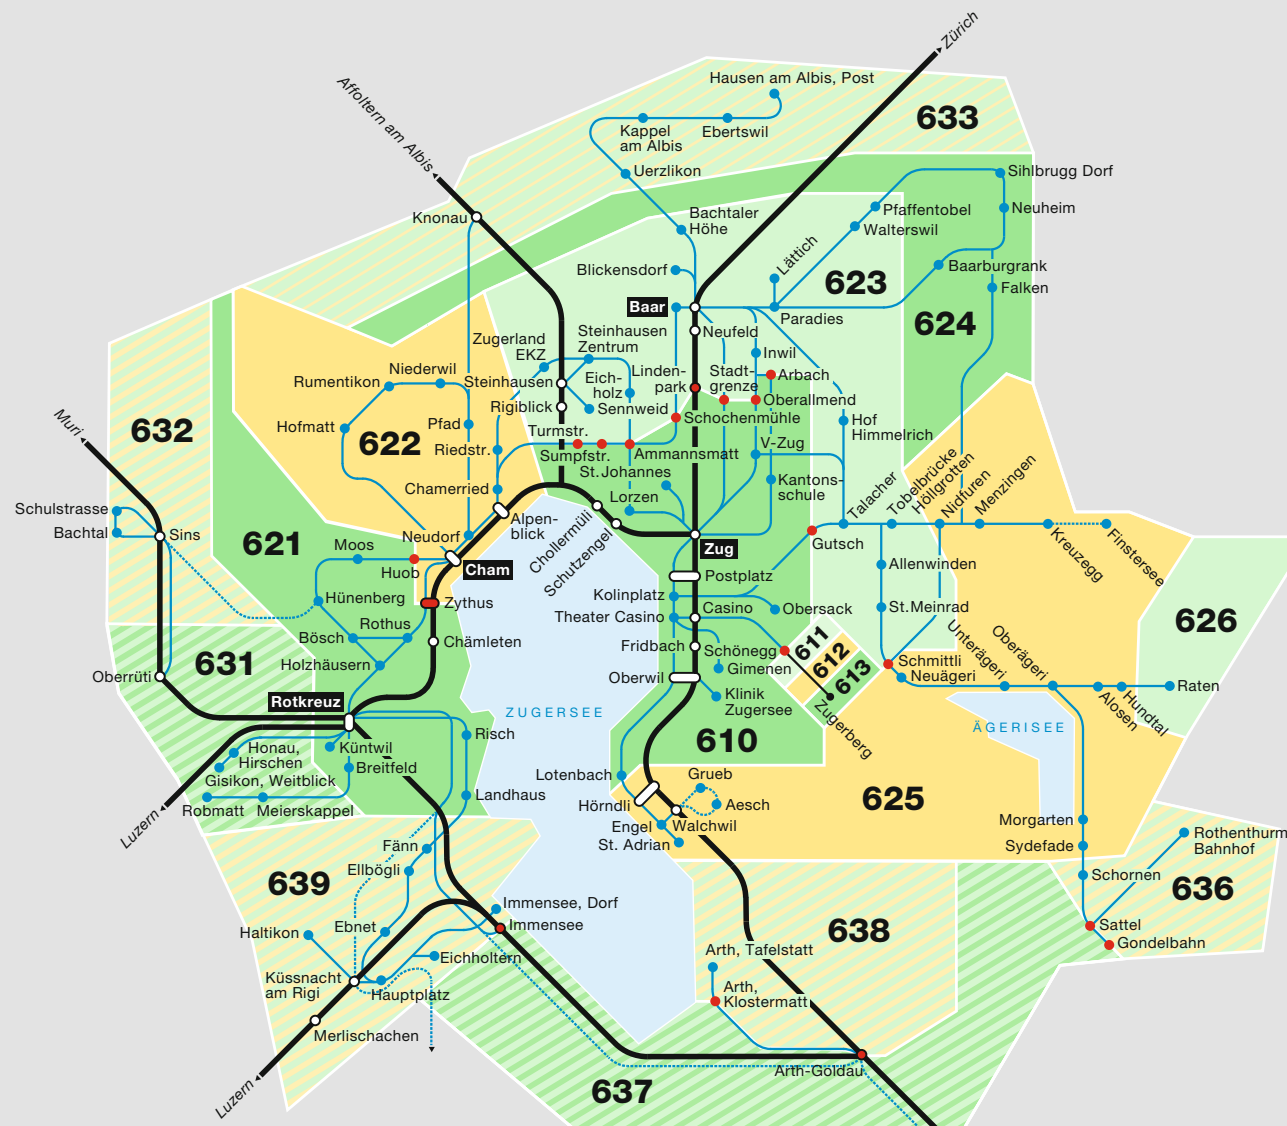 Zürich
Hausen am Albis, Post
Affoltern am Albis
633
Kappel
am Albis
Ebertswil
Uerzlikon
Sihlbrugg Dorf
Knonau
Bachtaler
Höhe
Pfaffentobel
Neuheim
Walterswil
Lättich
Blickensdorf
623
Baarburgrank
Falken
Baar
Paradies
624
Neufeld
Zugerland
EKZ
Steinhausen
Zentrum
Inwil
Niederwil
Rumentikon
Steinhausen
Eich-
holz
Linden-
park
Stadt-
grenze
Arbach
Rigiblick
Sennweid
Oberallmend
Muri
632
Hofmatt
622
Pfad
Turmstr.
Schochenmühle
Hof
Himmelrich
Riedstr.
Sumpfstr.
Ammannsmatt
V-Zug
St.Johannes
Chamerried
Lorzen
Kantons-
schule
Talacher
Tobelbrücke
Höllgrotten
Nidfuren
Menzingen
Schulstrasse
Bachtal
Sins
621
Neudorf
Alpen-
blick
Chollermüli
Schutzengel
Zug
Gutsch
Kreuzegg
Finstersee
Moos
Huob
Cham
Allenwinden
Postplatz
Hünenberg
Zythus
Kolinplatz
Casino
Obersack
St.Meinrad
626
Rothus
Theater Casino
Bösch
Chämleten
Fridbach
Schönegg
611
612
613
Unterägeri
Oberägeri
631
Holzhäusern
Gimenen
Schmittli
Neuägeri
Oberrüti
Oberwil
Raten
Rotkreuz
Klinik
Zugersee
Zugerberg
Alosen
Hundtal
ZUGERSEE
ÄGERISEE
Risch
610
Honau,
Hirschen
Küntwil
Gisikon, Weitblick
Breitfeld
Lotenbach
Grueb
Robmatt
Meierskappel
Landhaus
Hörndli
Aesch
625
Luzern
Engel
Walchwil
Morgarten
Rothenthurm
Bahnhof
St. Adrian
Sydefade
Fänn
Ellbögli
639
Schornen
636
Immensee, Dorf
Haltikon
Ebnet
Immensee
638
Sattel
Gondelbahn
Arth, Tafelstatt
Eichholtern
Küssnacht
am Rigi
Hauptplatz
Arth,
Klostermatt
Merlischachen
Luzern
637
Arth-Goldau